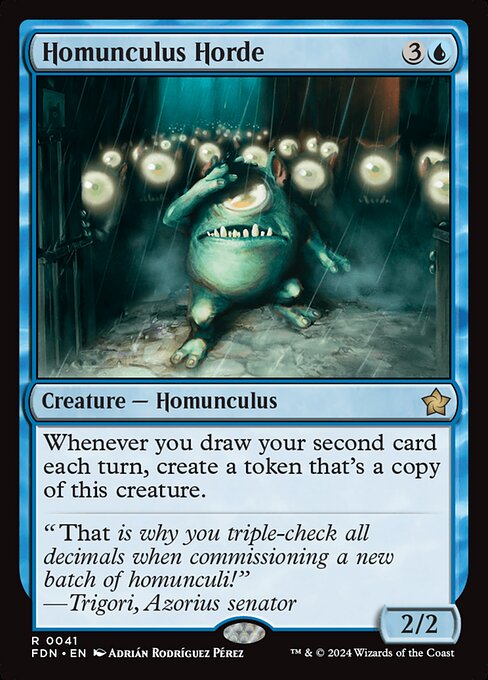 Homunculus Horde 3
Creature — Homunculus
Whenever you draw your second card
each turn, create a token that's a copy
of this creature.
“That is why you triple-check all
decimals when commissioning a new
batch of homunculi!”
—Trigori, Azorius senator
2/2
R 0041
FDN • EN Adrián Rodríguez Pérez
™ & © 2024 Wizards of the Coast